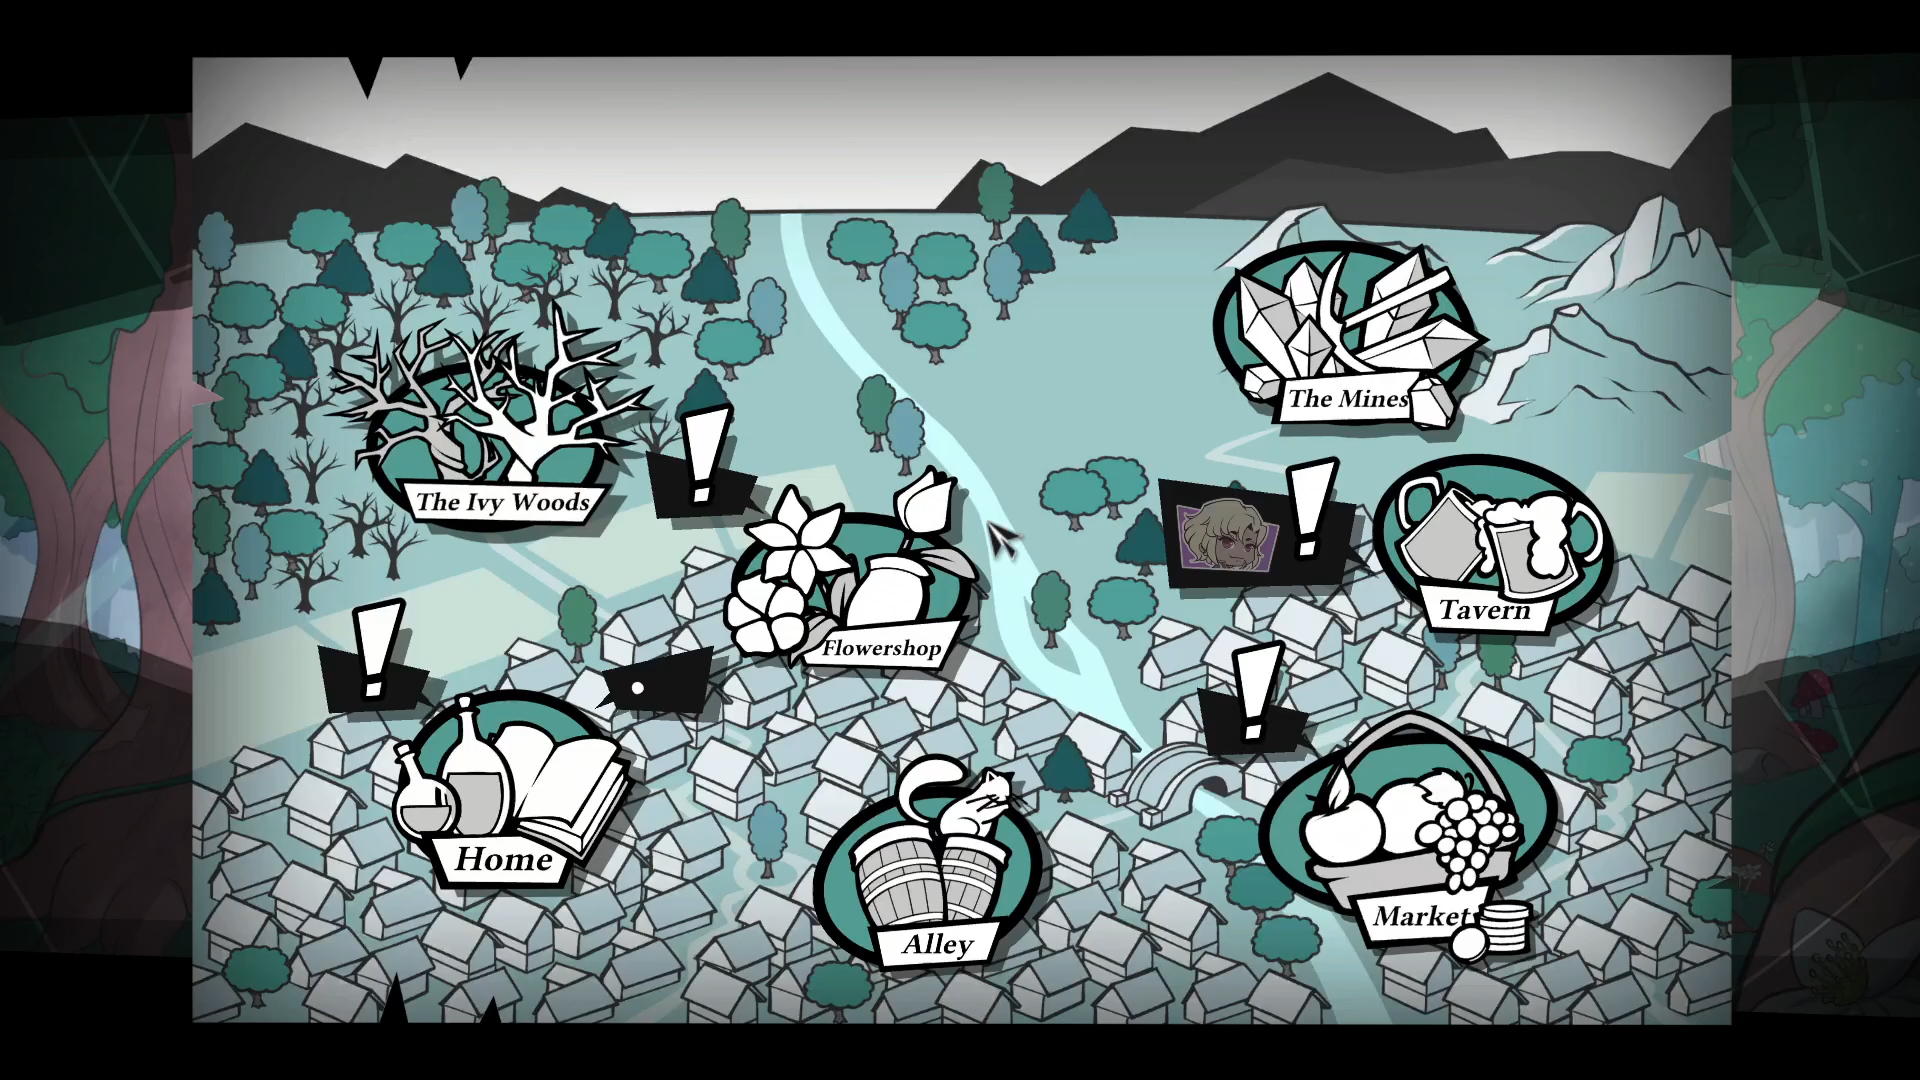 The Mines
The Ivy Woods
!
!
Tavern
Flowershop
!
!
Home
Market
Alley